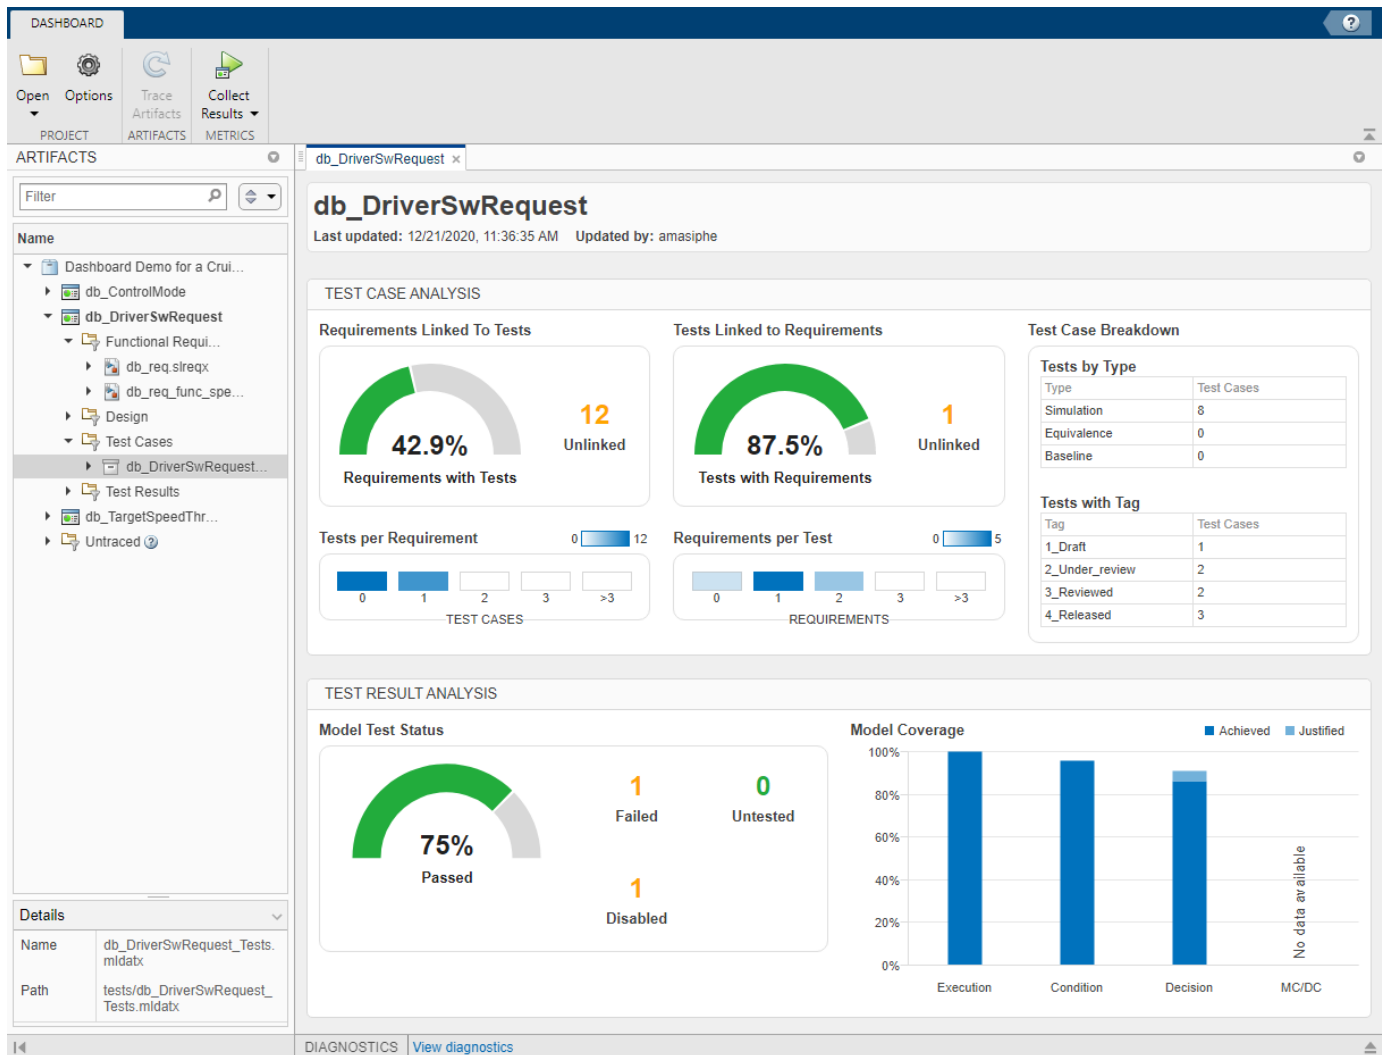 DASHBOARD
?
Open
Options
Trace Artifacts
Collect Results
PROJECT
ARTIFACTS
METRICS
ARTIFACTS
Filter
Name
Dashboard Demo for a Crui...
db_ControlMode
db_DriverSwRequest
Functional Requi...
db_req.slreqx
db_req_func_spe...
Design
Test Cases
db_DriverSwRequest...
Test Results
db_TargetSpeedThr...
Untraced ?
Details
Name db_DriverSwRequest_Tests.
mldatx
Path tests/db_DriverSwRequest_
Tests.mldatx
db_DriverSwRequest ×
db_DriverSwRequest
Last updated: 12/21/2020, 11:36:35 AM Updated by: amasiphe
TEST CASE ANALYSIS
Requirements Linked To Tests
42.9%
Requirements with Tests
12
Unlinked
Tests Linked to Requirements
87.5%
Tests with Requirements
1
Unlinked
Tests per Requirement
0 12
0 1 2 3 >3
TEST CASES
Requirements per Test
0 5
0 1 2 3 >3
REQUIREMENTS
Test Case Breakdown
Tests by Type
Type Test Cases
Simulation 8
Equivalence 0
Baseline 0
Tests with Tag
Tag Test Cases
1_Draft 1
2_Under_review 2
3_Reviewed 2
4_Released 3
TEST RESULT ANALYSIS
Model Test Status
75%
Passed
1
Failed
0
Untested
1
Disabled
Model Coverage
Achieved Justified
100%
80%
60%
40%
20%
0%
No data available
Execution Condition Decision MC/DC
DIAGNOSTICS View diagnostics